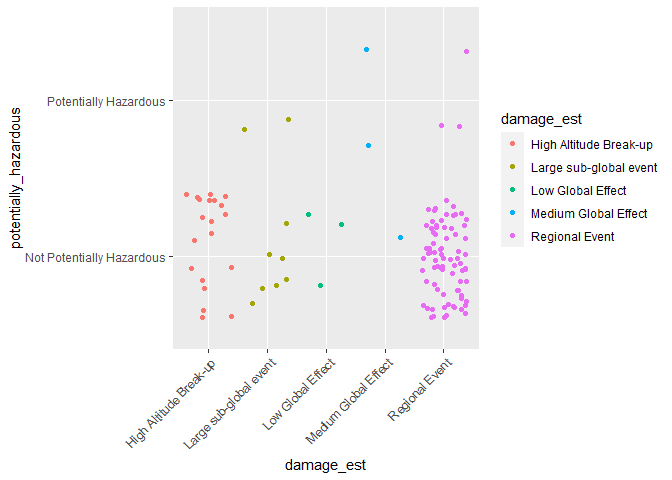 potentially_hazardous
Potentially Hazardous
Not Potentially Hazardous
High Altitude Break-up
Large sub-global event
Low Global Effect
Medium Global Effect
Regional Event
damage_est
damage_est
High Altitude Break-up
Large sub-global event
Low Global Effect
Medium Global Effect
Regional Event